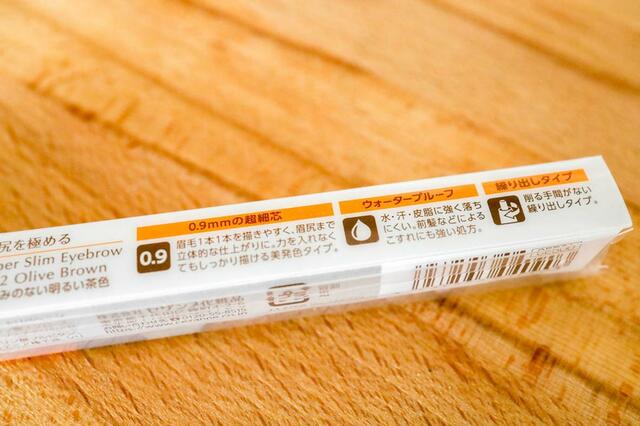 尻を極める
per Slim Eyebrow
2 Olive Brown
みのない明るい茶色
0.9mmの超細芯
0.9
眉毛1本1本を描きやすく、眉尻まで
立体的な仕上がりに。力を入れなく
てもしっかり描ける美発色タイプ。
ウォータープルーフ
水・汗・皮脂に強く落ち
にくい。前髪などによる
こすれにも強い処方。
繰り出しタイプ
削る手間がない
繰り出しタイプ。